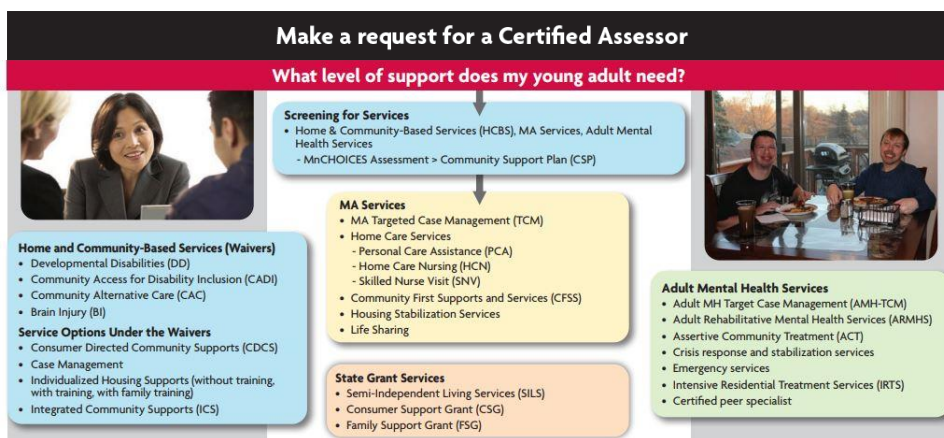 Make a request for a Certified Assessor
What level of support does my young adult need?
Screening for Services
• Home & Community-Based Services (HCBS), MA Services, Adult Mental
Health Services
- MnCHOICES Assessment > Community Support Plan (CSP)
MA Services
• MA Targeted Case Management (TCM)
• Home Care Services
- Personal Care Assistance (PCA)
- Home Care Nursing (HCN)
- Skilled Nurse Visit (SNV)
• Community First Supports and Services (CFSS)
• Housing Stabilization Services
• Life Sharing
Home and Community-Based Services (Waivers)
• Developmental Disabilities (DD)
• Community Access for Disability Inclusion (CADI)
• Community Alternative Care (CAC)
• Brain Injury (BI)
Service Options Under the Waivers
• Consumer Directed Community Supports (CDCS)
• Case Management
• Individualized Housing Supports (without training,
with training, with family training)
• Integrated Community Supports (ICS)
State Grant Services
• Semi-Independent Living Services (SILS)
• Consumer Support Grant (CSG)
• Family Support Grant (FSG)
Adult Mental Health Services
• Adult MH Target Case Management (AMH-TCM)
• Adult Rehabilitative Mental Health Services (ARMHS)
• Assertive Community Treatment (ACT)
• Crisis response and stabilization services
• Emergency services
• Intensive Residential Treatment Services (IRTS)
• Certified peer specialist